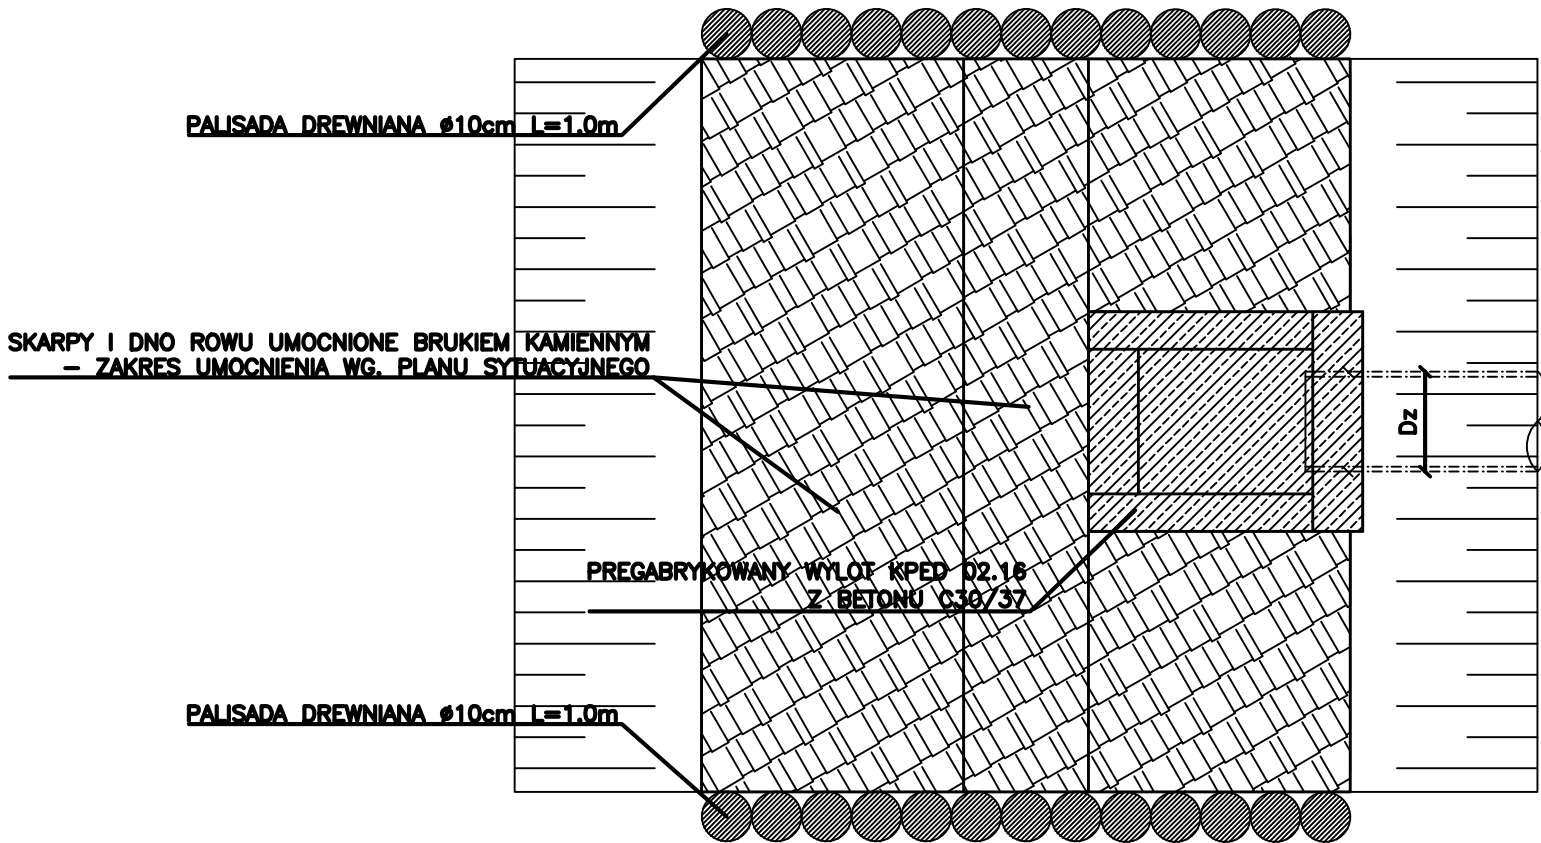 PALISADA DREWNIANA ø10cm L=1.0m
SKARPY I DNO ROWU UMOCNIONE BRUKIEM KAMIENNYM
– ZAKRES UMOCNIENIA WG. PLANU SYTUACYJNEGO
Dz
PREGABRYKOWANY WYLOT KPED 02.16
Z BETONU C30/37
PALISADA DREWNIANA ø10cm L=1.0m